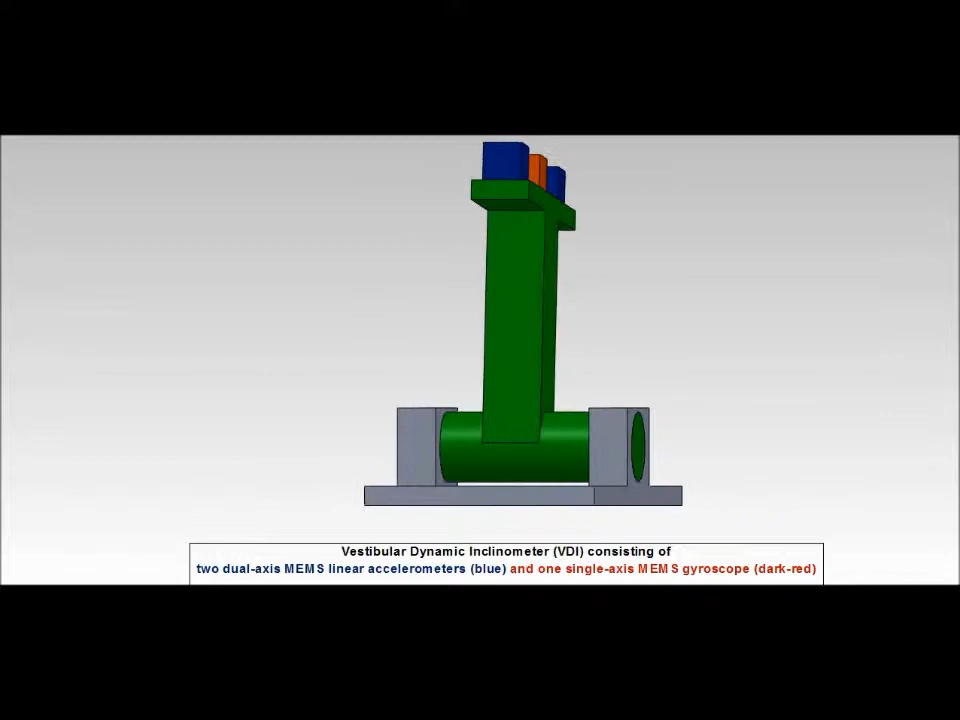 Vestibular Dynamic Inclinometer (VDI) consisting of
two dual-axis MEMS linear accelerometers (blue) and one single-axis MEMS gyroscope (dark-red)